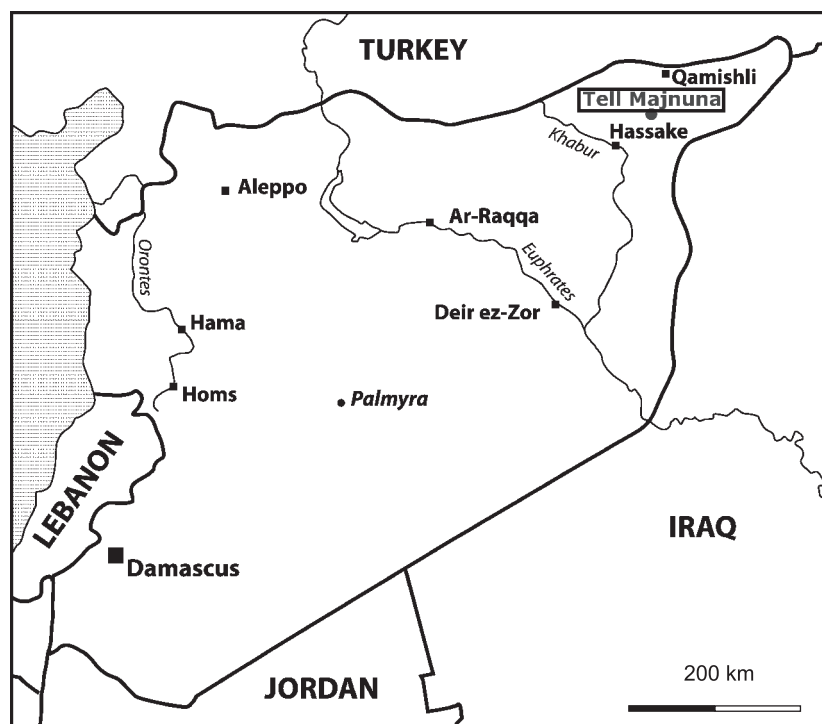 TURKEY
Qamishli
Tell Majnuna
Hassake
Khabur
Aleppo
Ar-Raqqa
Orontes
Euphrates
Deir ez-Zor
Hama
Homs
Palmyra
LEBANON
IRAQ
Damascus
JORDAN
200 km